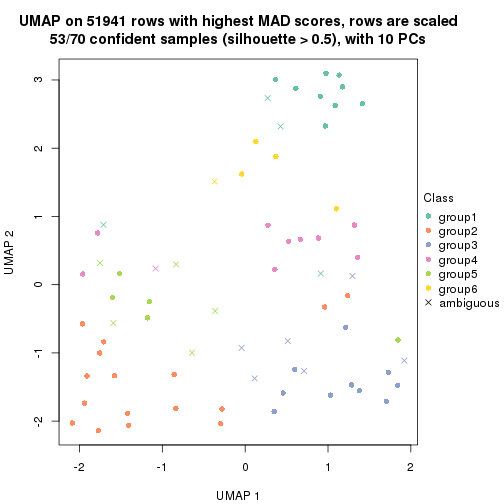 UMAP on 51941 rows with highest MAD scores, rows are scaled
53/70 confident samples (silhouette > 0.5), with 10 PCs
3
2
1
0
-1
-2
UMAP 2
-2
-1
0
1
2
UMAP 1
Class
group1
group2
group3
group4
group5
group6
ambiguous